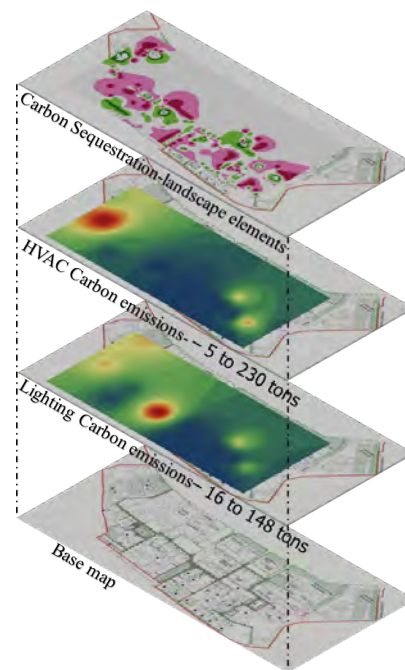 Carbon Sequestration-landscape elements
HVAC Carbon emissions- – 5 to 230 tons
Lighting Carbon emissions– 16 to 148 tons
Base map